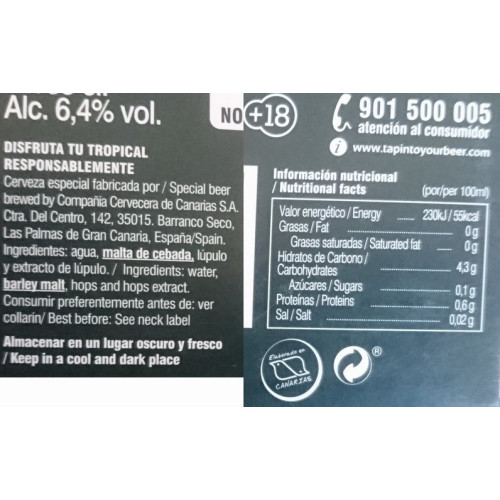 Alc. 6,4% vol.
NO
DISFRUTA TU TROPICAL
RESPONSABLEMENTE
Cerveza especial fabricada por / Special beer
brewed by Compañía Cervecera de Canarias S.A.
Ctra. Del Centro, 142, 35015. Barranco Seco,
Las Palmas de Gran Canaria, España/Spain.
Ingredientes: agua, malta de cebada, lúpulo
y extracto de lúpulo. / Ingredients: water,
barley malt, hops and hops extract.
Consumir preferentemente antes de: ver
collarín/ Best before: See neck label
Almacenar en un lugar oscuro y fresco
/ Keep in a cool and dark place
+18
901 500 005
atención al consumidor
i www.tapintoyourbeer.com
Información nutricional
/ Nutritional facts (por/per 100ml)
Valor energético / Energy ..... 230kJ / 55kcal
Grasas / Fat ..... 0 g
Grasas saturadas / Saturated fat ..... 0 g
Hidratos de Carbono /
Carbohydrates ..... 4,3 g
Azúcares / Sugars ..... 0,1 g
Proteínas / Proteins ..... 0,6 g
Sal / Salt ..... 0,02 g
Elaborado en
CANARIAS
®